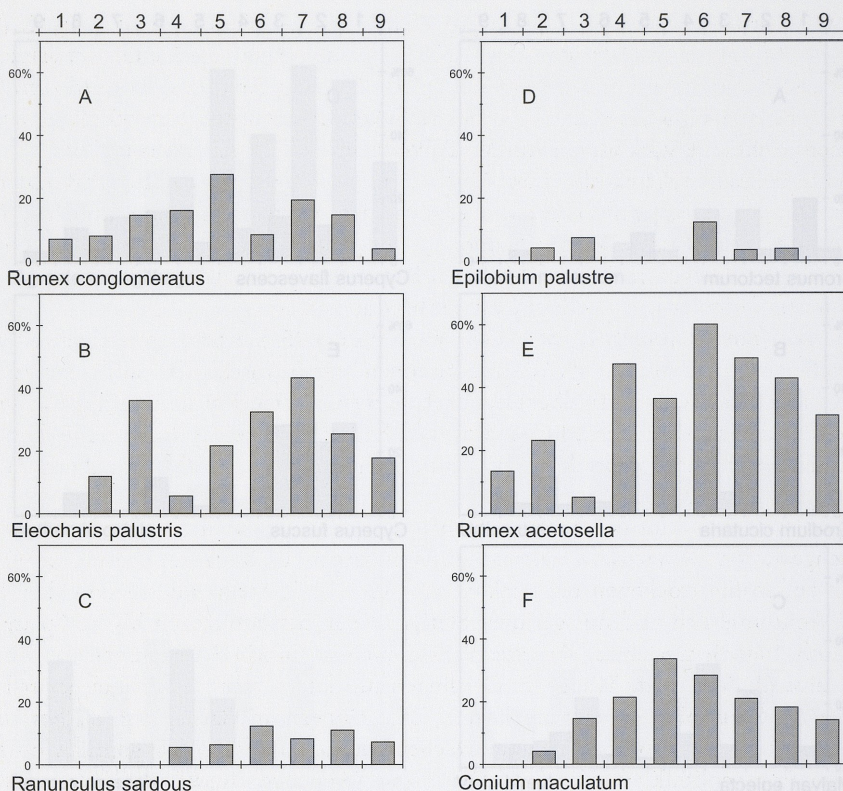 1 2 3 4 5 6 7 8 9
60%
A
40
20
0
Rumex conglomeratus
60%
B
40
20
0
Eleocharis palustris
60%
C
40
20
0
Ranunculus sardous
1 2 3 4 5 6 7 8 9
60%
D
40
20
0
Epilobium palustre
60%
E
40
20
0
Rumex acetosella
60%
F
40
20
0
Conium maculatum